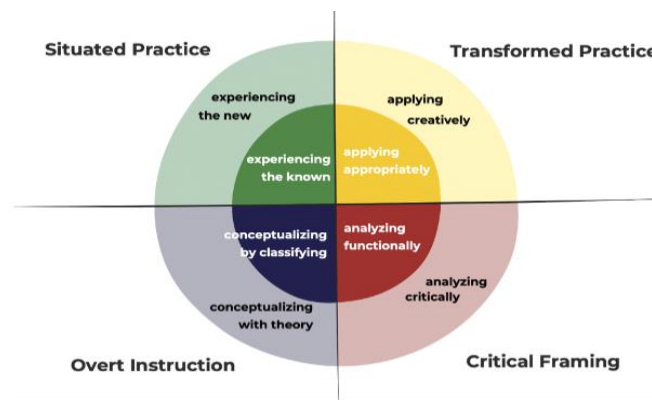 Situated Practice
Transformed Practice
experiencing
the new
applying
creatively
experiencing
the known
applying
appropriately
conceptualizing
by classifying
analyzing
functionally
conceptualizing
with theory
analyzing
critically
Overt Instruction
Critical Framing